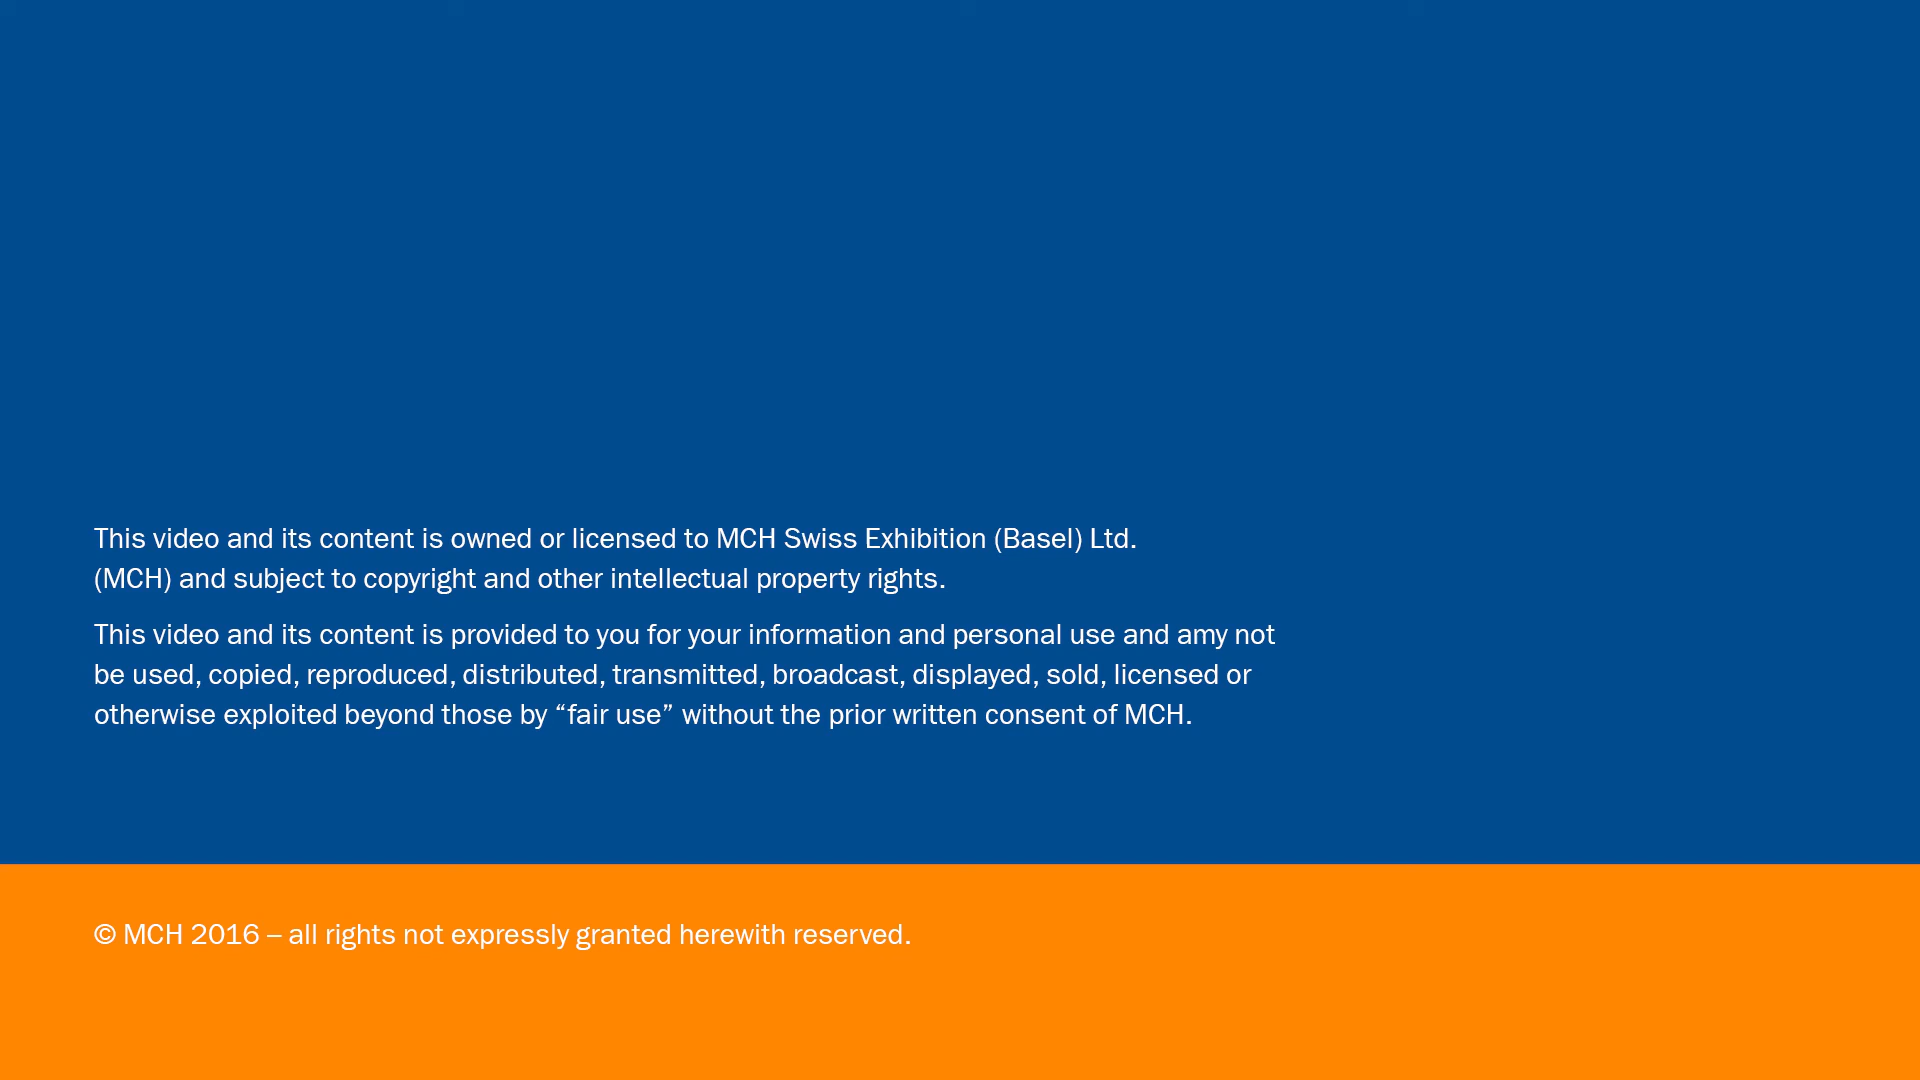 This video and its content is owned or licensed to MCH Swiss Exhibition (Basel) Ltd.
(MCH) and subject to copyright and other intellectual property rights.
This video and its content is provided to you for your information and personal use and amy not
be used, copied, reproduced, distributed, transmitted, broadcast, displayed, sold, licensed or
otherwise exploited beyond those by “fair use” without the prior written consent of MCH.
© MCH 2016 – all rights not expressly granted herewith reserved.